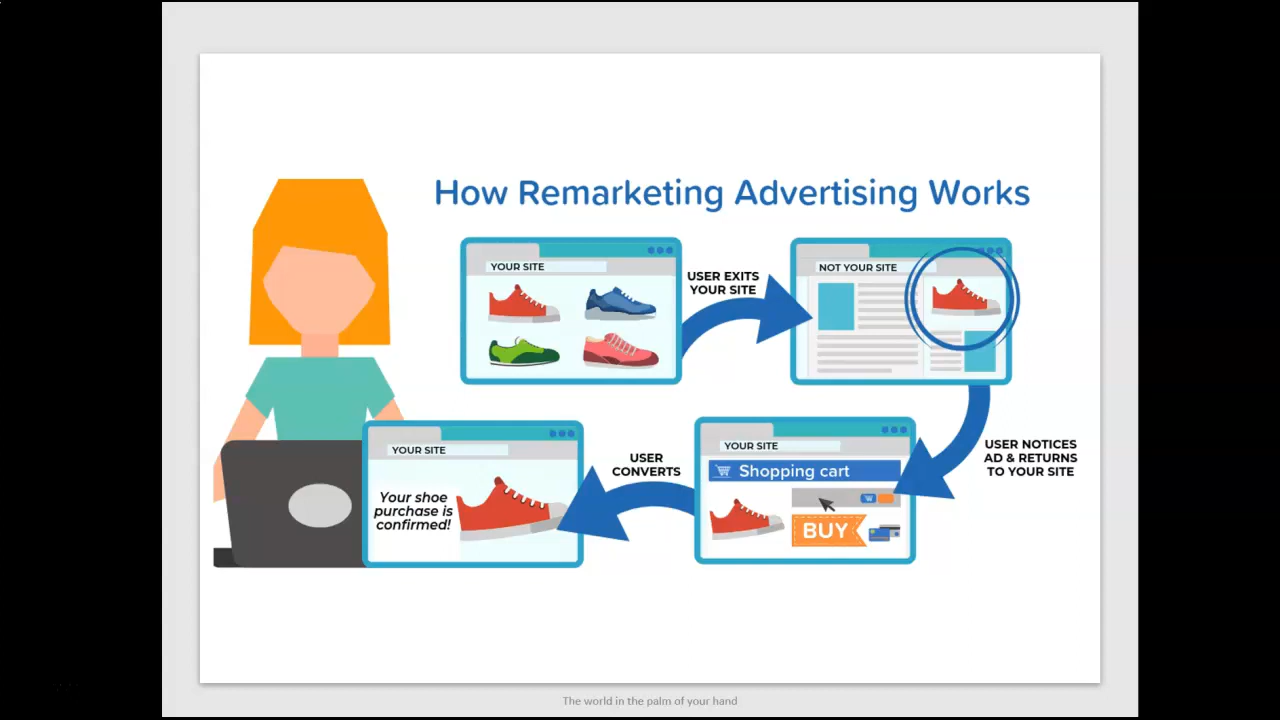 How Remarketing Advertising Works
YOUR SITE
USER EXITS
YOUR SITE
NOT YOUR SITE
USER NOTICES
AD & RETURNS
TO YOUR SITE
YOUR SITE
Shopping cart
BUY
USER
CONVERTS
YOUR SITE
Your shoe
purchase is
confirmed!
The world in the palm of your hand